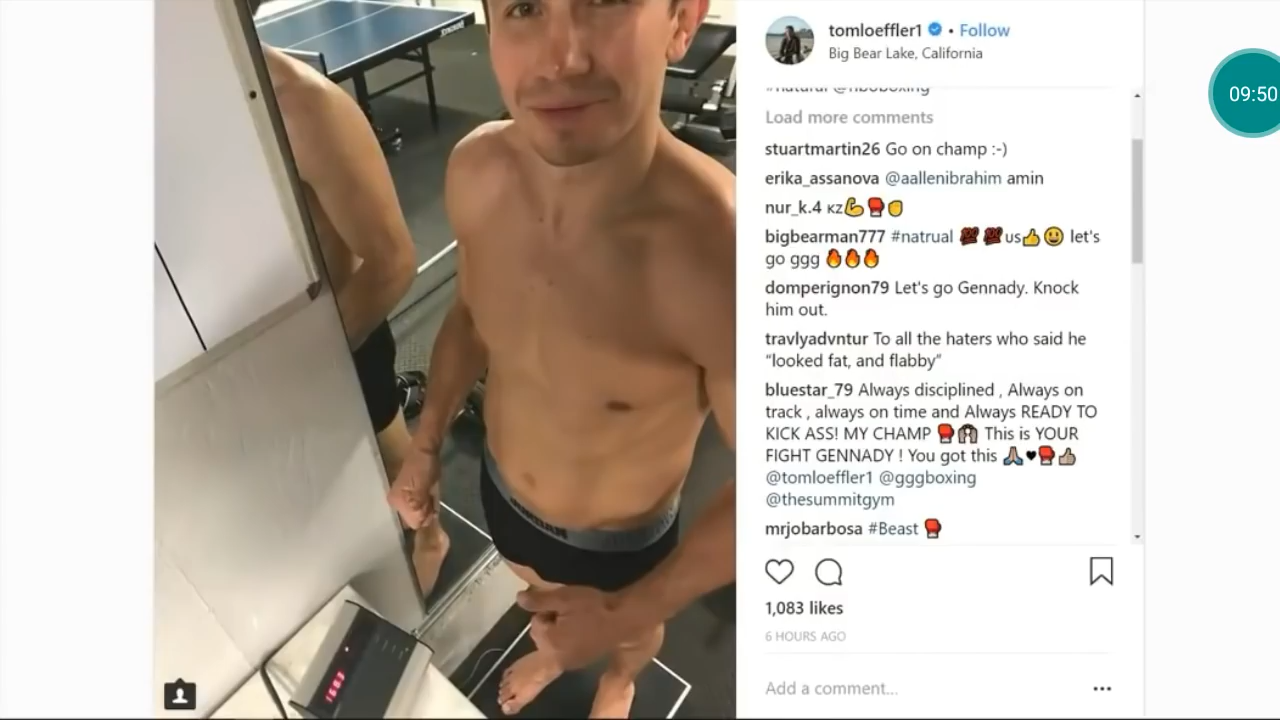 tomloeffler1 • Follow
Big Bear Lake, California
09:50
#natural @hboboxing
Load more comments
stuartmartin26 Go on champ :-)
erika_assanova @aallenibrahim amin
nur_k.4 кz💪🥊✊
bigbearman777 #natrual 💯 💯us👍😃 let's
go ggg 🔥🔥🔥
domperignon79 Let's go Gennady. Knock
him out.
travlyadvntur To all the haters who said he
“looked fat, and flabby”
bluestar_79 Always disciplined , Always on
track , always on time and Always READY TO
KICK ASS! MY CHAMP 🥊🙌🏽 This is YOUR
FIGHT GENNADY ! You got this 🙏🏽♥🥊👍🏽
@tomloeffler1 @gggboxing
@thesummitgym
mrjobarbosa #Beast 🥊
1,083 likes
6 HOURS AGO
Add a comment...